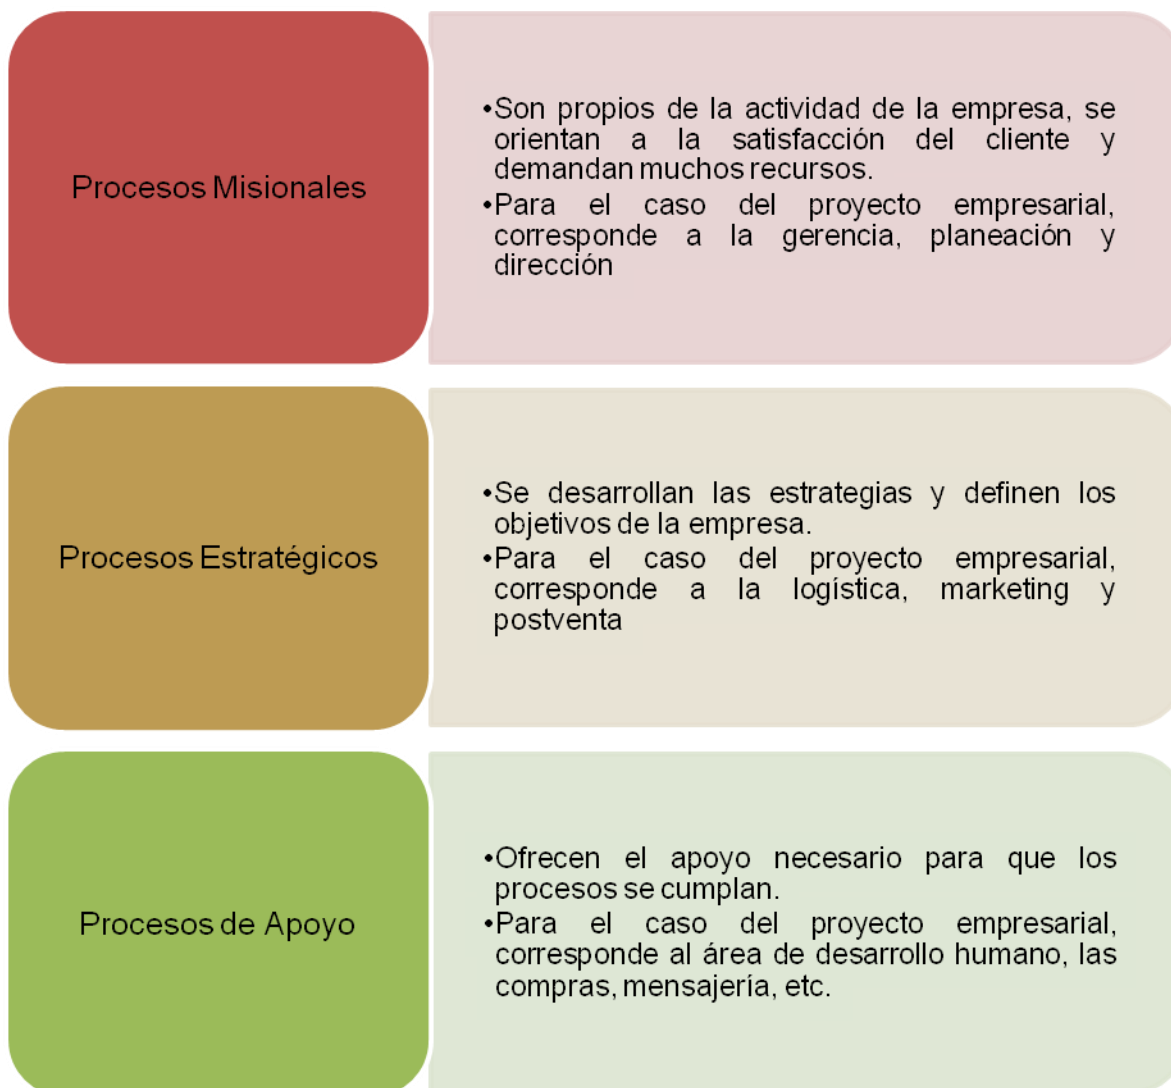 Procesos Misionales
•Son propios de la actividad de la empresa, se
orientan a la satisfacción del cliente y
demandan muchos recursos.
•Para el caso del proyecto empresarial,
corresponde a la gerencia, planeación y
dirección
Procesos Estratégicos
•Se desarrollan las estrategias y definen los
objetivos de la empresa.
•Para el caso del proyecto empresarial,
corresponde a la logística, marketing y
postventa
Procesos de Apoyo
•Ofrecen el apoyo necesario para que los
procesos se cumplan.
•Para el caso del proyecto empresarial,
corresponde al área de desarrollo humano, las
compras, mensajería, etc.